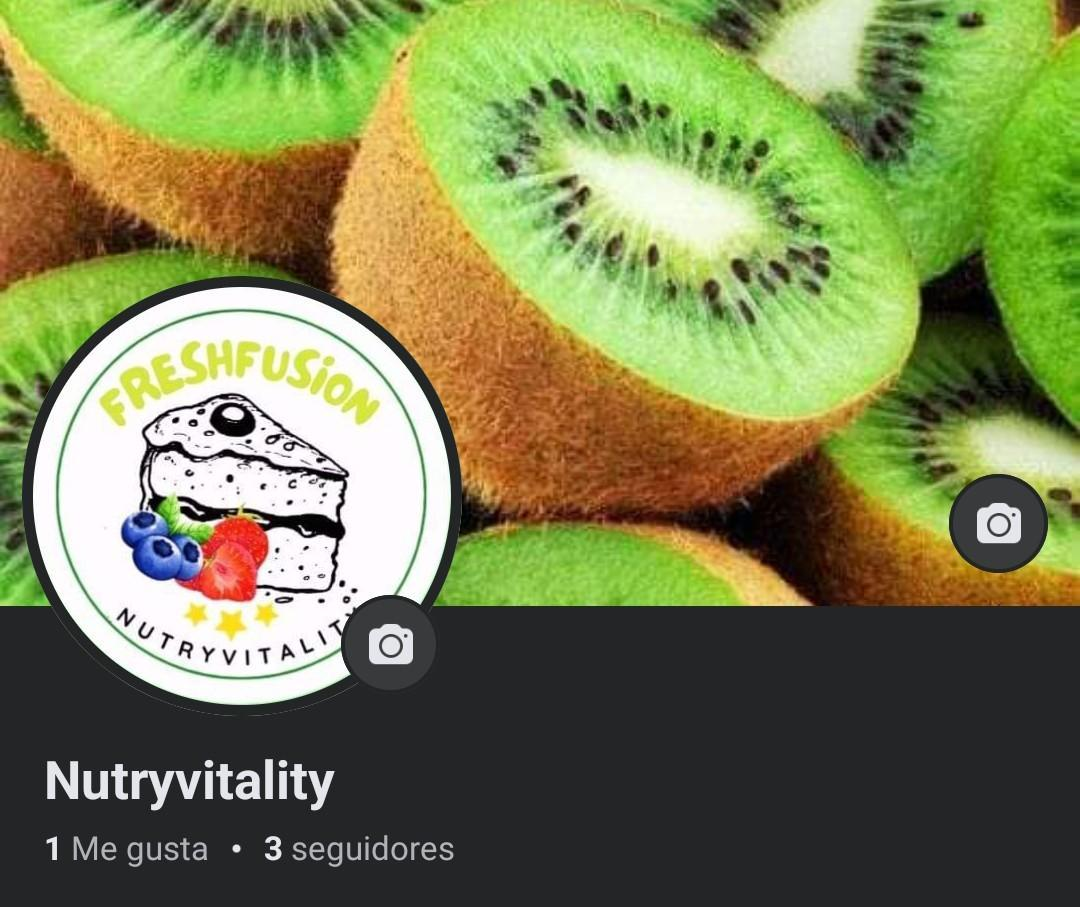 FRESHFUSiON
NUTRYVITALITY
Nutryvitality
1 Me gusta • 3 seguidores